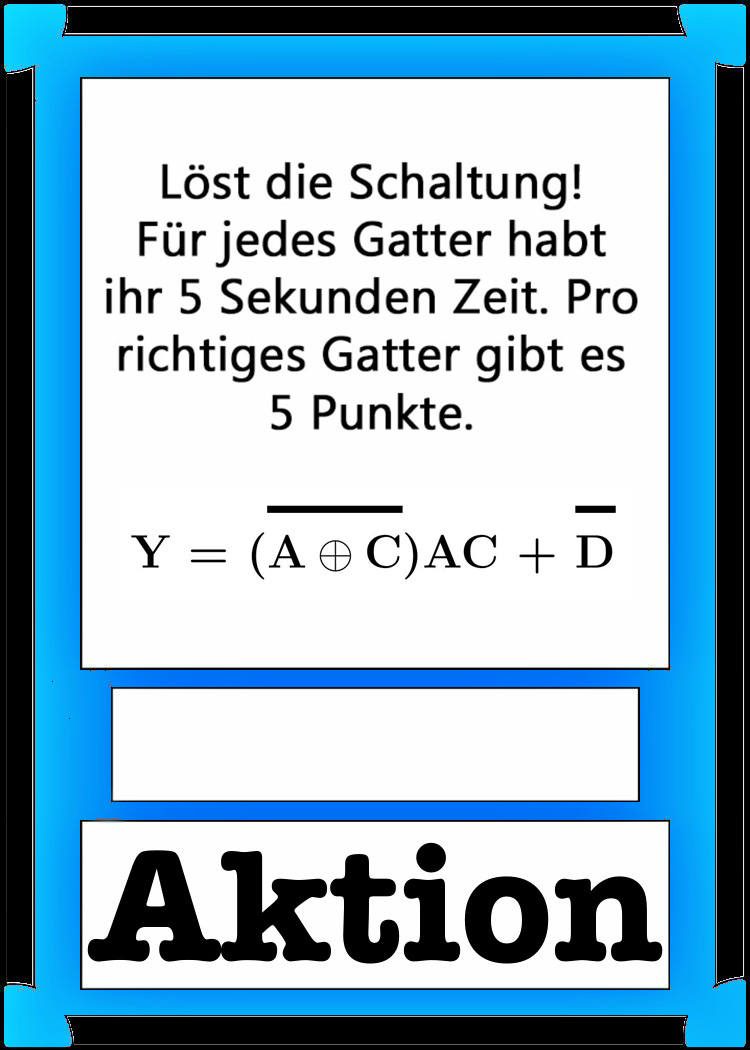 Löst die Schaltung!
Für jedes Gatter habt
ihr 5 Sekunden Zeit. Pro
richtiges Gatter gibt es
5 Punkte.
Y = (A̅ ̅⊕̅ ̅C̅)AC + D̅
Aktion